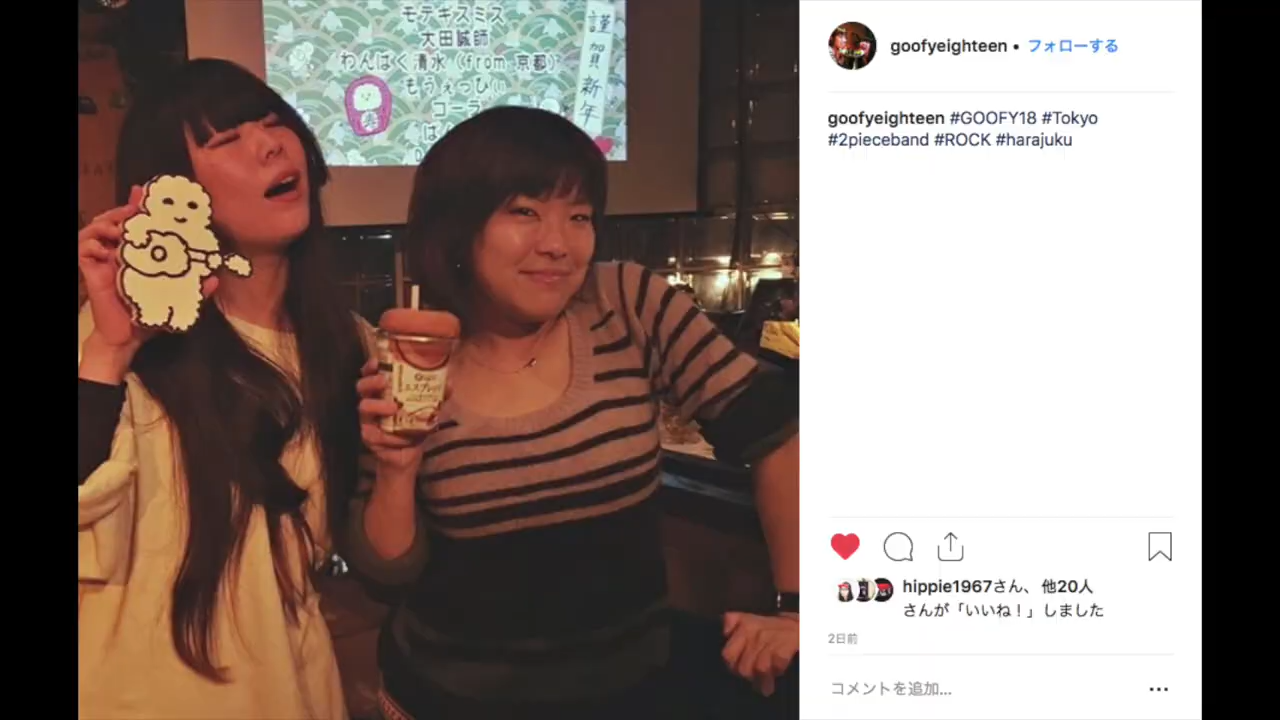 モテギスミス
大田誠師
わんぱく清水（from 京都）
もうぇっぴぃ
コーラ
謹賀新年
goofyeighteen • フォローする
goofyeighteen #GOOFY18 #Tokyo
#2pieceband #ROCK #harajuku
hippie1967さん、他20人
さんが「いいね！」しました
2日前
コメントを追加...